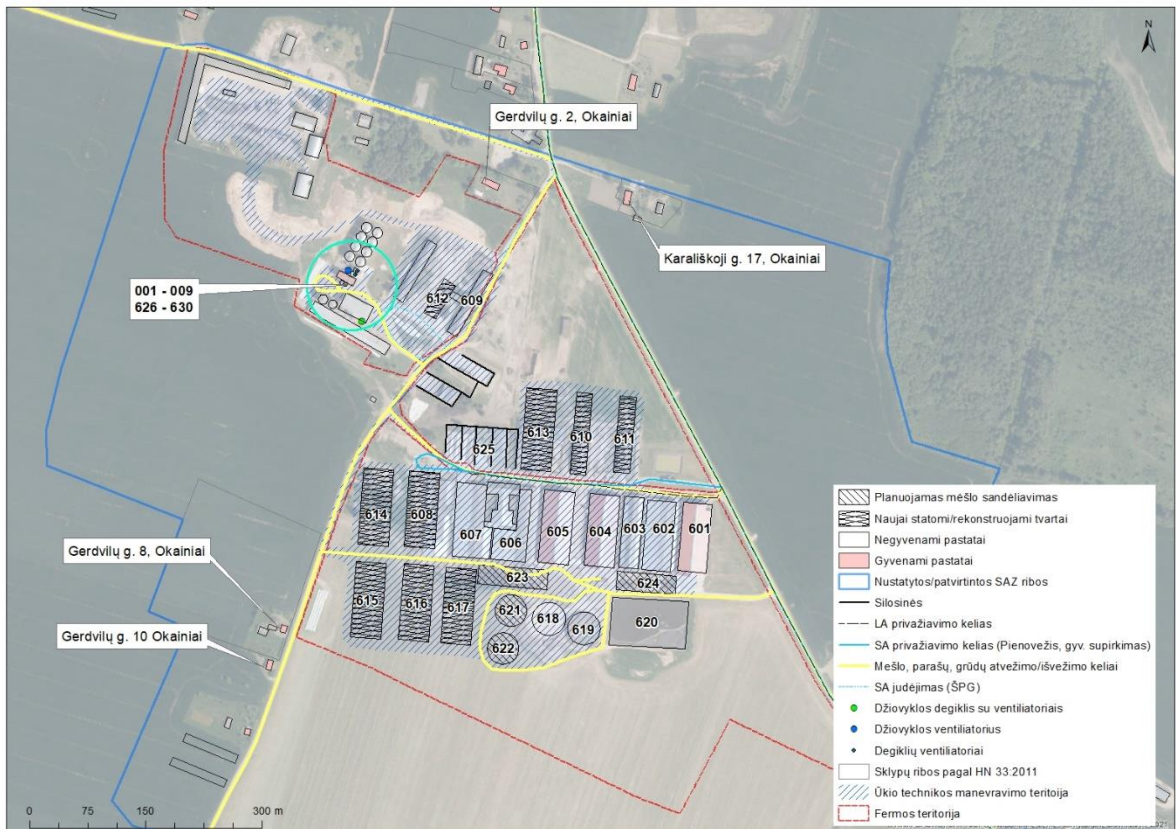 N
Gerdvilų g. 2, Okainiai
Karališkoji g. 17, Okainiai
001 - 009
626 - 630
612
609
613
610
611
625
614
608
607
606
605
604
603
602
601
Gerdvilų g. 8, Okainiai
623
624
615
616
617
621
618
619
620
622
Gerdvilų g. 10 Okainiai
Planuojamas mėšlo sandėliavimas
Naujai statomi/rekonstruojami tvartai
Negyvenami pastatai
Gyvenami pastatai
Nustatytos/patvirtintos SAZ ribos
Silosinės
LA privažiavimo kelias
SA privažiavimo kelias (Pienovežis, gyv. supirkimas)
Mėšlo, parašų, grūdų atvežimo/išvežimo keliai
SA judėjimas (ŠPG)
Džiovyklos degiklis su ventiliatoriais
Džiovyklos ventiliatorius
Degiklių ventiliatoriai
Sklypų ribos pagal HN 33:2011
Ūkio technikos manevravimo teritoija
Fermos teritorija
0 75 150 300 m